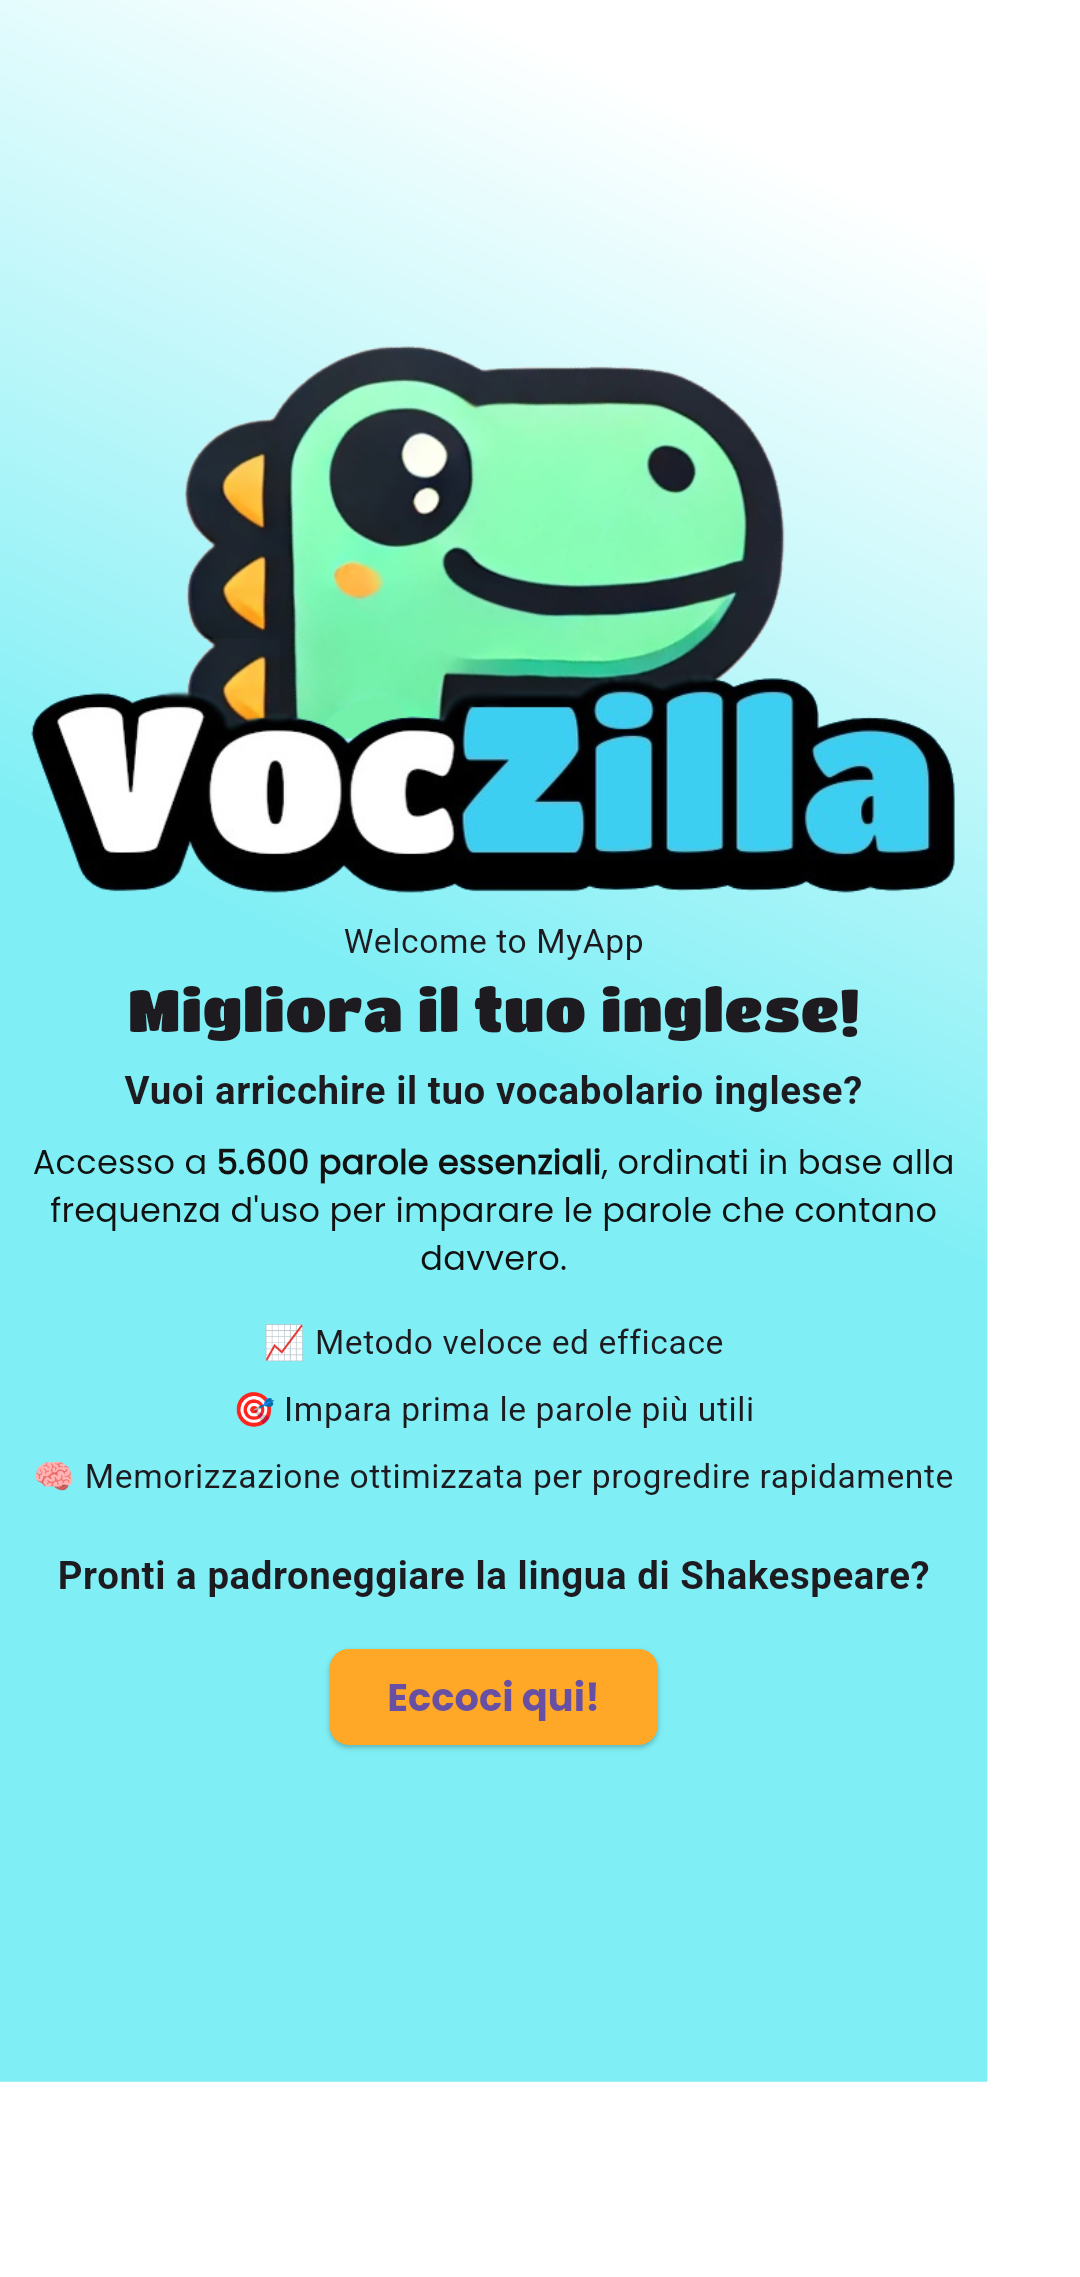 VocZilla
Welcome to MyApp
Migliora il tuo inglese!
Vuoi arricchire il tuo vocabolario inglese?
Accesso a 5.600 parole essenziali, ordinati in base alla
frequenza d'uso per imparare le parole che contano
davvero.
📈 Metodo veloce ed efficace
🎯 Impara prima le parole più utili
🧠 Memorizzazione ottimizzata per progredire rapidamente
Pronti a padroneggiare la lingua di Shakespeare?
Eccoci qui!